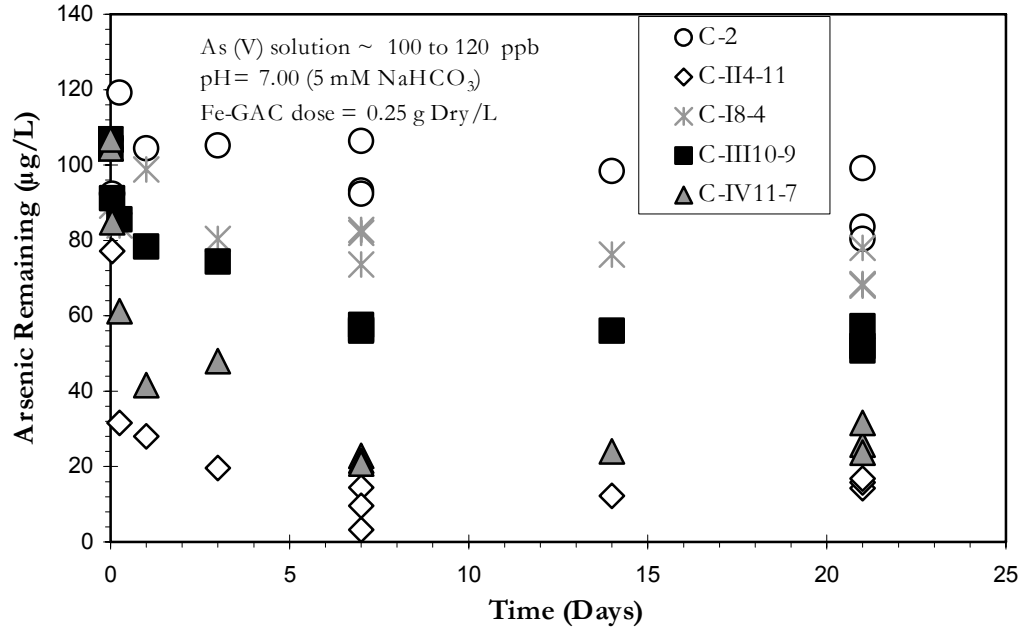 140
120
100
80
60
40
20
0
Arsenic Remaining (µg/L)
As (V) solution ~ 100 to 120 ppb
pH= 7.00 (5 mM NaHCO₃)
Fe-GAC dose = 0.25 g Dry/L
C-2
C-II4-11
C-I8-4
C-III10-9
C-IV11-7
0 5 10 15 20 25
Time (Days)